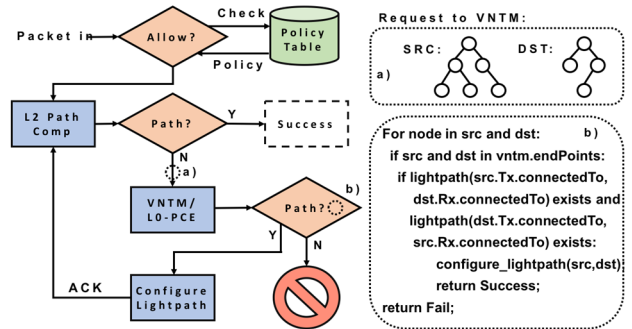 Packet in
Allow?
Check
Policy
Policy
Table
L2 Path
Comp
Path?
Y
Success
N
a)
VNTM/
L0-PCE
Path?
b)
Y
N
ACK
Configure
Lightpath
Request to VNTM:
SRC:
DST:
a)
For node in src and dst:
b)
if src and dst in vntm.endPoints:
if lightpath(src.Tx.connectedTo,
dst.Rx.connectedTo) exists and
lightpath(dst.Tx.connectedTo,
src.Rx.connectedTo) exists:
configure_lightpath(src,dst);
return Success;
return Fail;